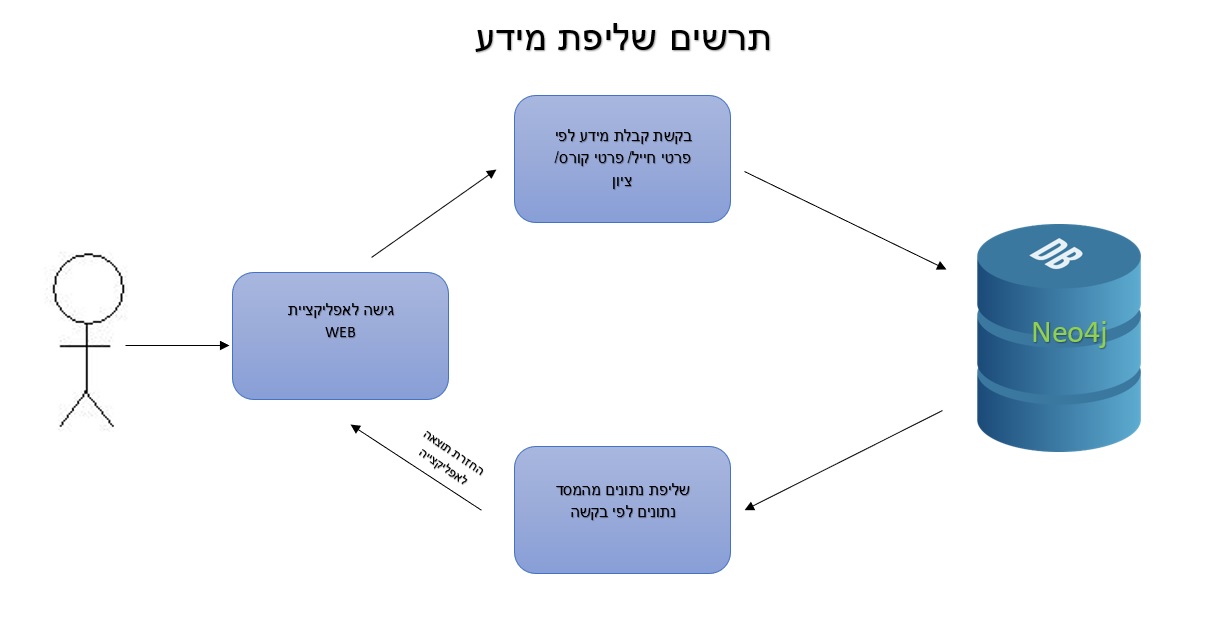 תרשים שליפת מידע
בקשת קבלת מידע לפי
פרטי חייל/ פרטי קורס/
ציון
DB
Neo4j
גישה לאפליקציית
WEB
החזרת תוצאה
לאפליקצייה
שליפת נתונים מהמסד
נתונים לפי בקשה